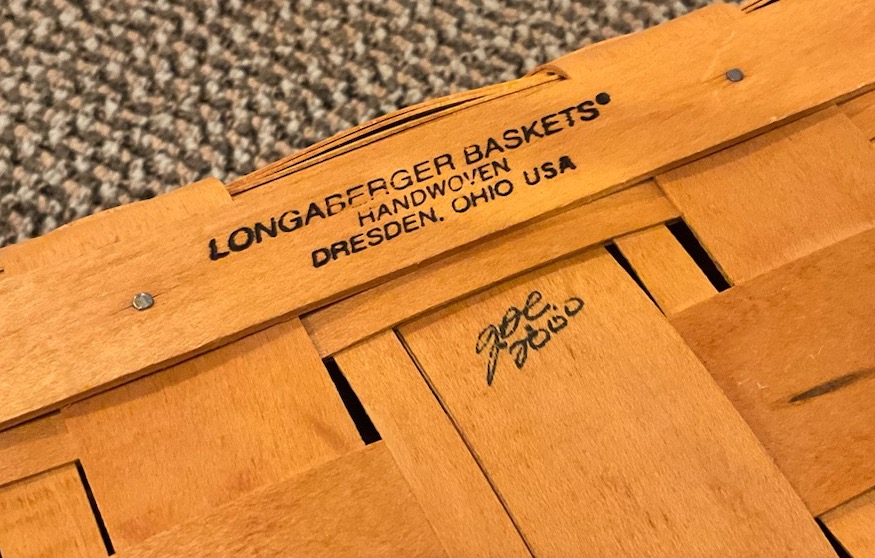 LONGABERGER BASKETS®
HANDWOVEN
DRESDEN, OHIO USA
2000